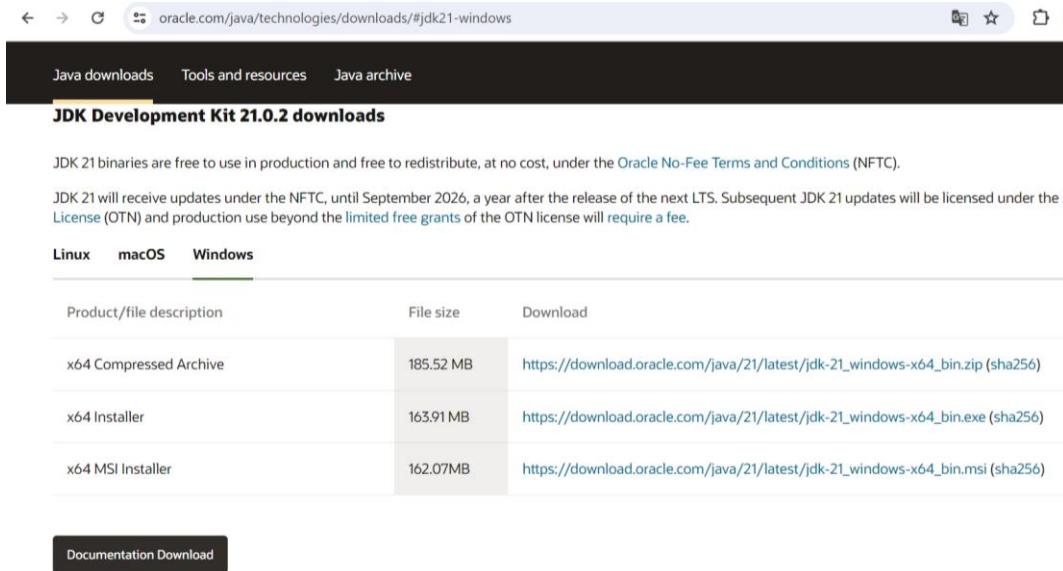 oracle.com/java/technologies/downloads/#jdk21-windows
Java downloads Tools and resources Java archive
JDK Development Kit 21.0.2 downloads
JDK 21 binaries are free to use in production and free to redistribute, at no cost, under the Oracle No-Fee Terms and Conditions (NFTC).
JDK 21 will receive updates under the NFTC, until September 2026, a year after the release of the next LTS. Subsequent JDK 21 updates will be licensed under the
License (OTN) and production use beyond the limited free grants of the OTN license will require a fee.
Linux macOS Windows
Product/file description File size Download
x64 Compressed Archive 185.52 MB https://download.oracle.com/java/21/latest/jdk-21_windows-x64_bin.zip (sha256)
x64 Installer 163.91 MB https://download.oracle.com/java/21/latest/jdk-21_windows-x64_bin.exe (sha256)
x64 MSI Installer 162.07MB https://download.oracle.com/java/21/latest/jdk-21_windows-x64_bin.msi (sha256)
Documentation Download